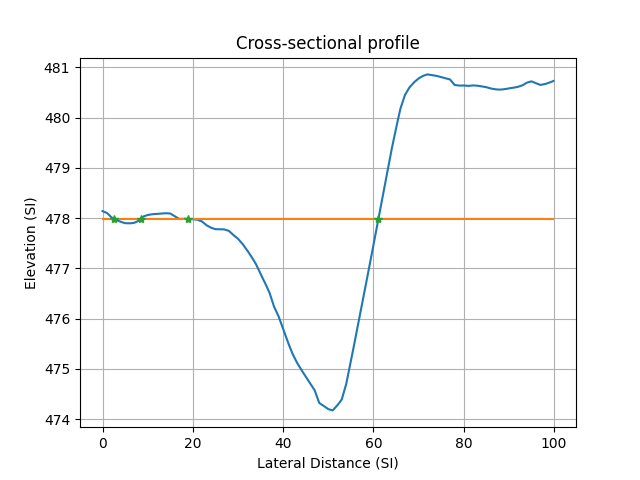 Cross-sectional profile
481
480
479
478
477
476
475
474
Elevation (SI)
0 20 40 60 80 100
Lateral Distance (SI)